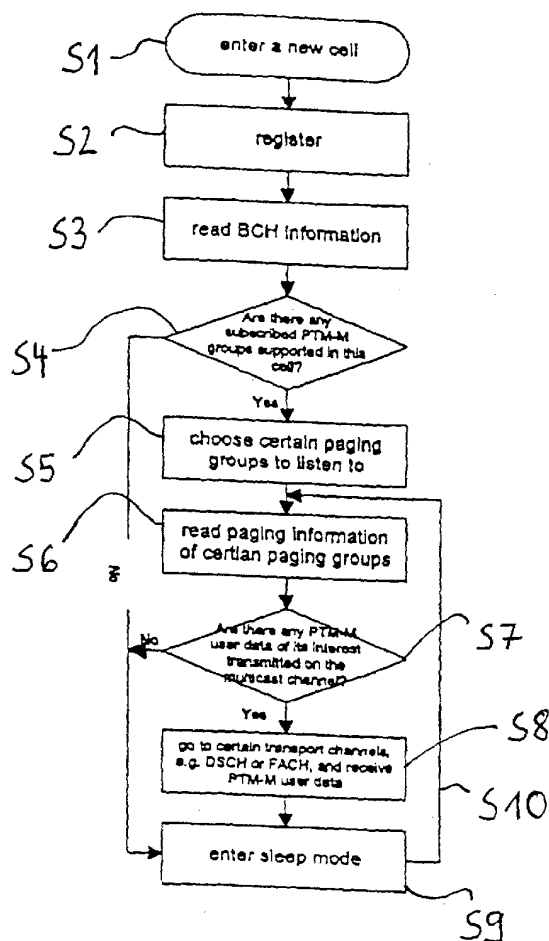 S1
enter a new cell
S2
register
S3
read BCH information
S4
Are there any
subscribed PTM-M
groups supported in this
cell?
Yes
S5
choose certain paging
groups to listen to
S6
read paging information
of certian paging groups
No
No
Are there any PTM-M
user data of its interest
transmitted on the
multicast channel?
S7
Yes
go to certain transport channels,
e.g. DSCH or FACH, and receive
PTM-M user data
S8
S10
enter sleep mode
S9